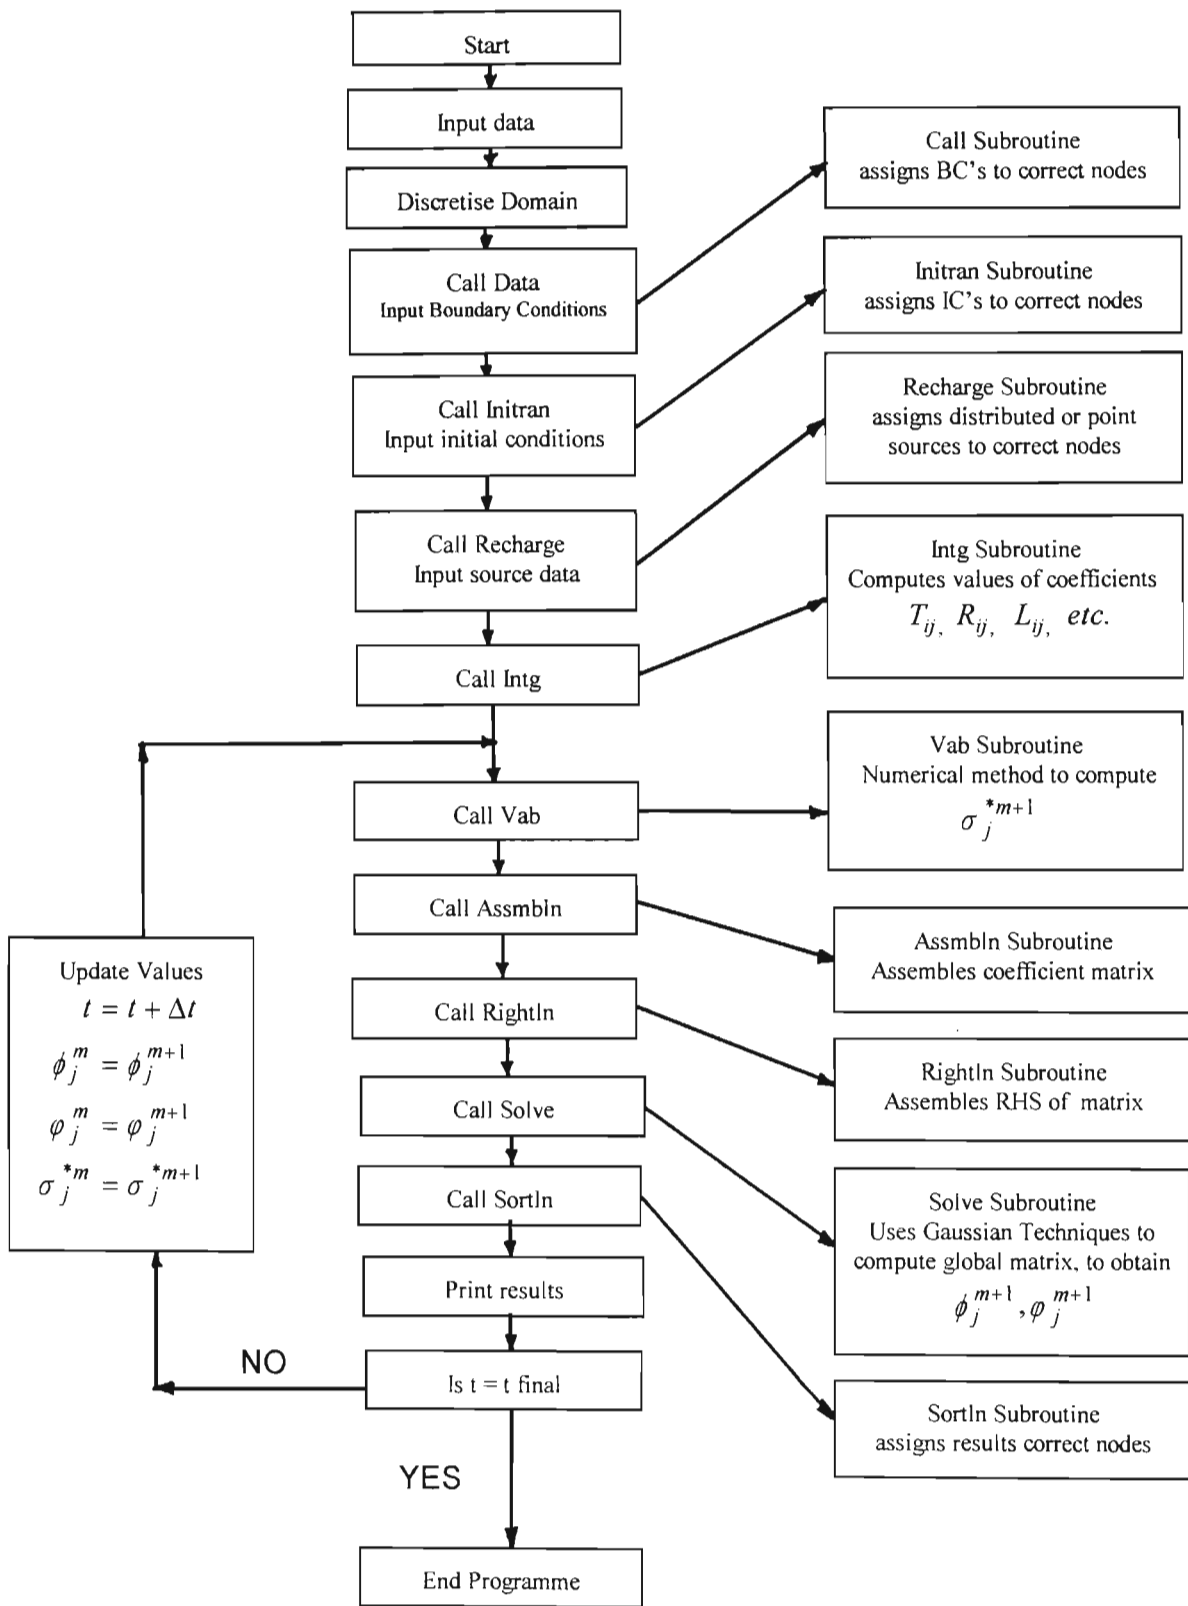 Start
Input data
Discretise Domain
Call Data
Input Boundary Conditions
Call Initran
Input initial conditions
Call Recharge
Input source data
Call Intg
Call Vab
Call Assmbln
Call Rightln
Call Solve
Call Sortln
Print results
Is t = t final
NO
YES
End Programme
Update Values
t = t + Δt
ϕ_j^m = ϕ_j^{m+1}
φ_j^m = φ_j^{m+1}
σ_j^{*m} = σ_j^{*m+1}
Call Subroutine
assigns BC's to correct nodes
Initran Subroutine
assigns IC's to correct nodes
Recharge Subroutine
assigns distributed or point
sources to correct nodes
Intg Subroutine
Computes values of coefficients
T_{ij}, R_{ij}, L_{ij}, etc.
Vab Subroutine
Numerical method to compute
σ_j^{*m+1}
Assmbln Subroutine
Assembles coefficient matrix
Rightln Subroutine
Assembles RHS of matrix
Solve Subroutine
Uses Gaussian Techniques to
compute global matrix, to obtain
ϕ_j^{m+1}, φ_j^{m+1}
Sortln Subroutine
assigns results correct nodes